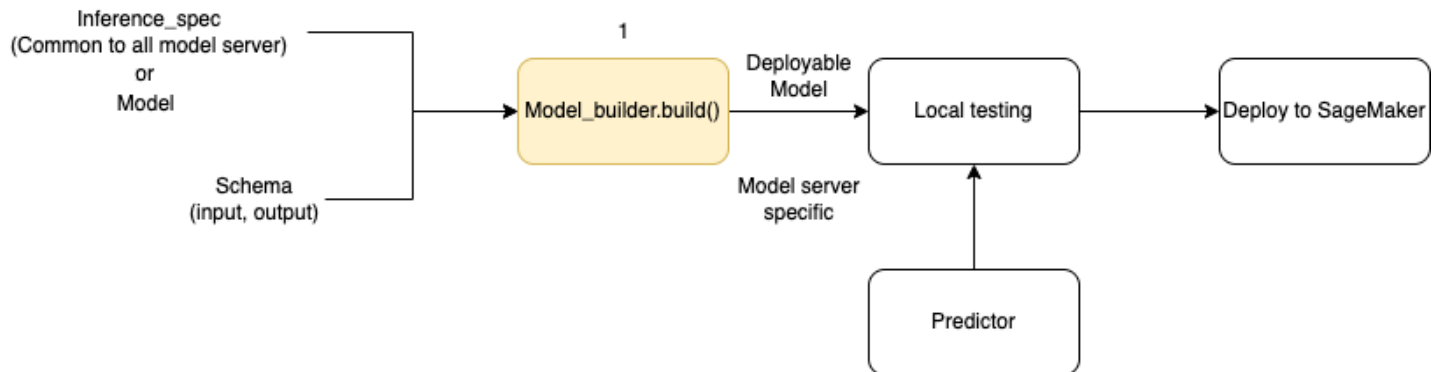 Inference_spec
(Common to all model server)
or
Model
Schema
(input, output)
1
Model_builder.build()
Deployable
Model
Model server
specific
Local testing
Predictor
Deploy to SageMaker